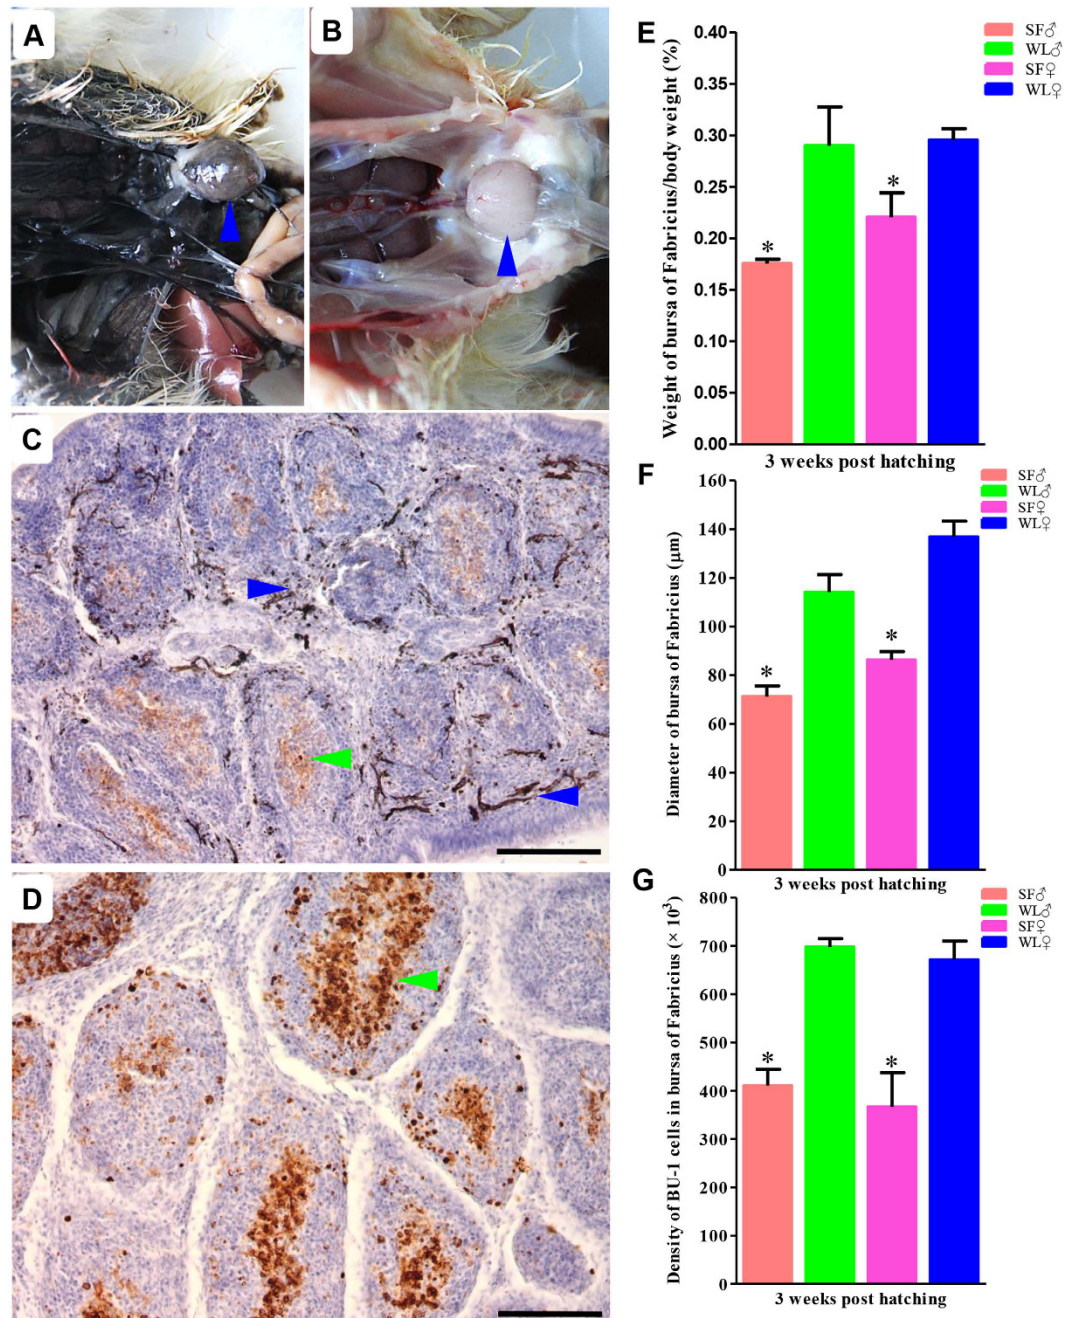 A
B
C
D
E
Weight of bursa of Fabricius/body weight (%)
0.40
0.35
0.30
0.25
0.20
0.15
0.10
0.05
0.00
*
*
3 weeks post hatching
SF♂
WL♂
SF♀
WL♀
F
Diameter of bursa of Fabricius (μm)
160
140
120
100
80
60
40
20
0
*
*
3 weeks post hatching
SF♂
WL♂
SF♀
WL♀
G
Density of BU-1 cells in bursa of Fabricius (× 10³)
800
700
600
500
400
300
200
100
0
*
*
3 weeks post hatching
SF♂
WL♂
SF♀
WL♀